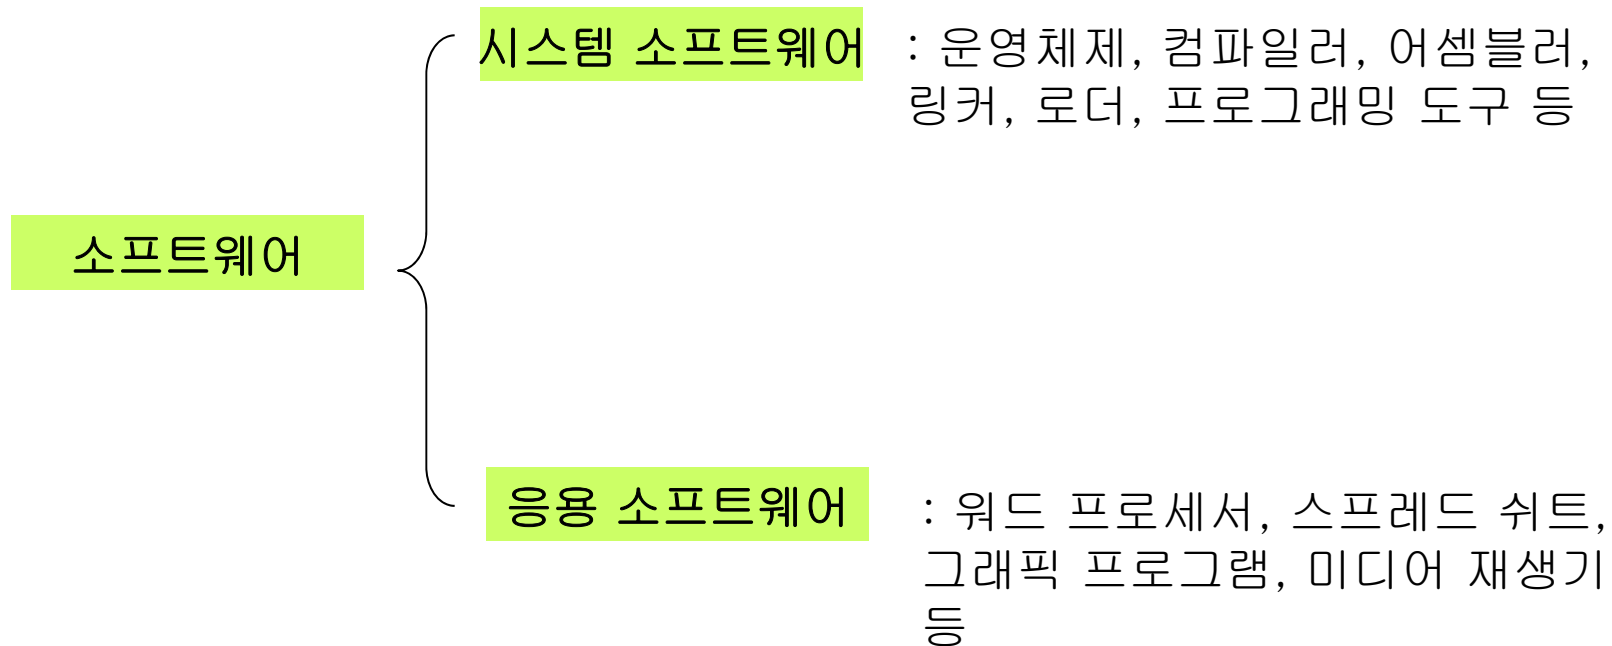 시스템 소프트웨어 : 운영체제, 컴파일러, 어셈블러,
링커, 로더, 프로그래밍 도구 등
소프트웨어
응용 소프트웨어 : 워드 프로세서, 스프레드 쉬트,
그래픽 프로그램, 미디어 재생기
등